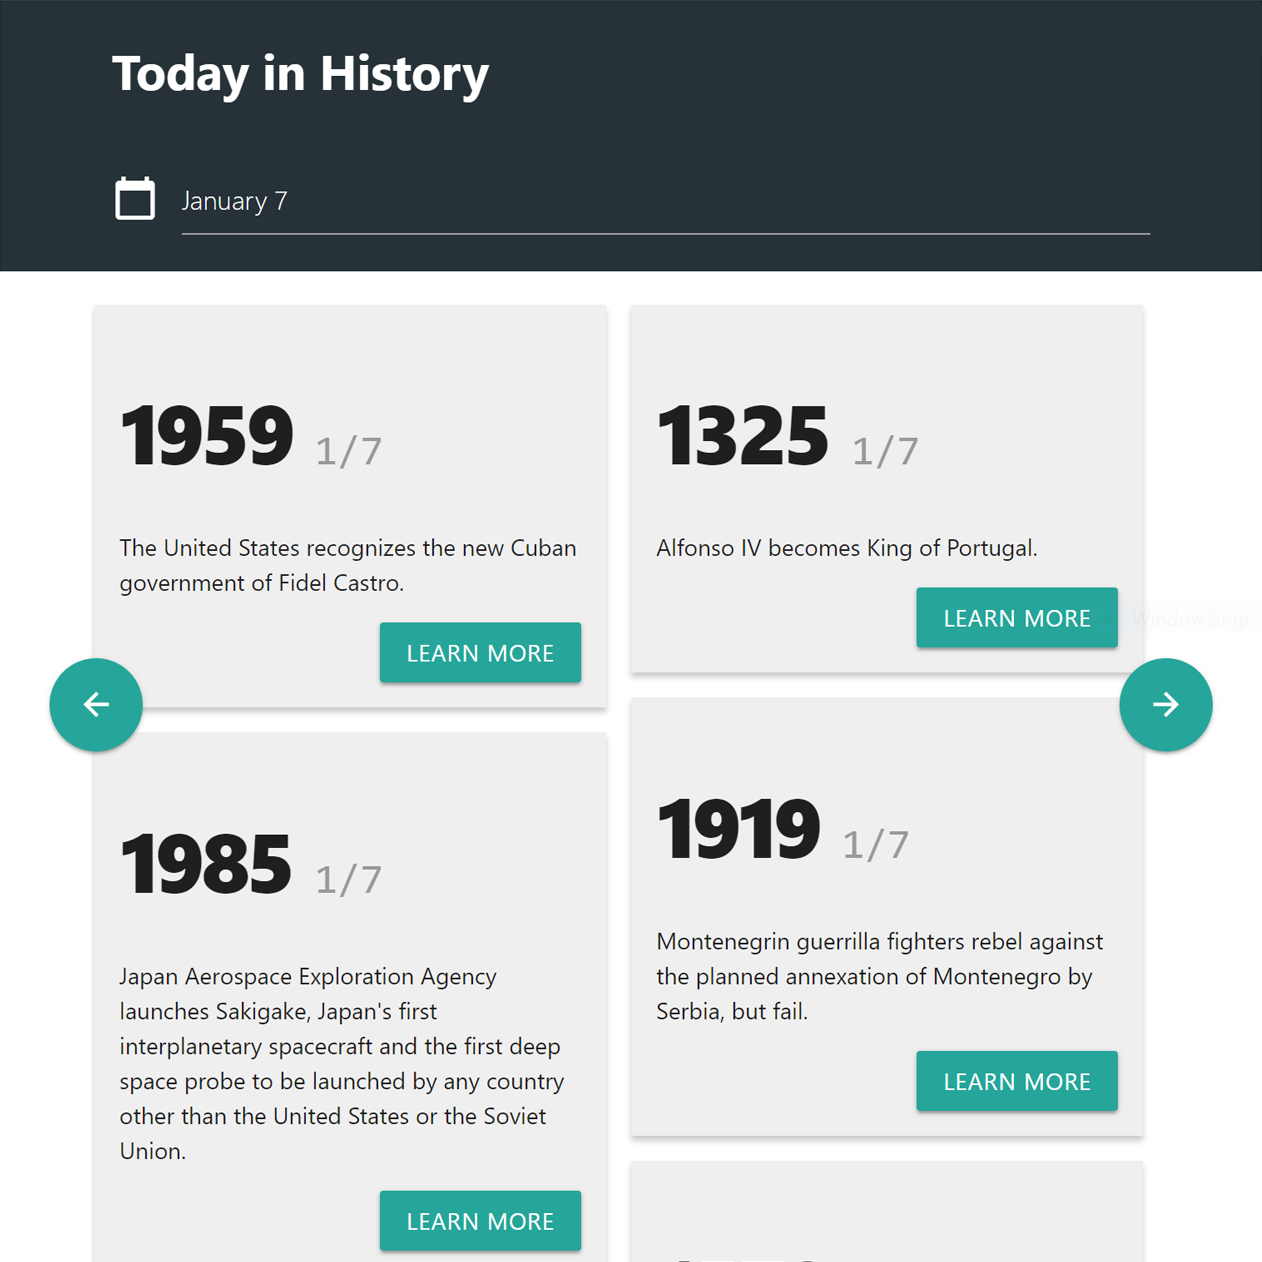 Today in History
January 7
1959 1/7
The United States recognizes the new Cuban
government of Fidel Castro.
LEARN MORE
1325 1/7
Alfonso IV becomes King of Portugal.
LEARN MORE
Window Snip
1985 1/7
Japan Aerospace Exploration Agency
launches Sakigake, Japan's first
interplanetary spacecraft and the first deep
space probe to be launched by any country
other than the United States or the Soviet
Union.
LEARN MORE
1919 1/7
Montenegrin guerrilla fighters rebel against
the planned annexation of Montenegro by
Serbia, but fail.
LEARN MORE